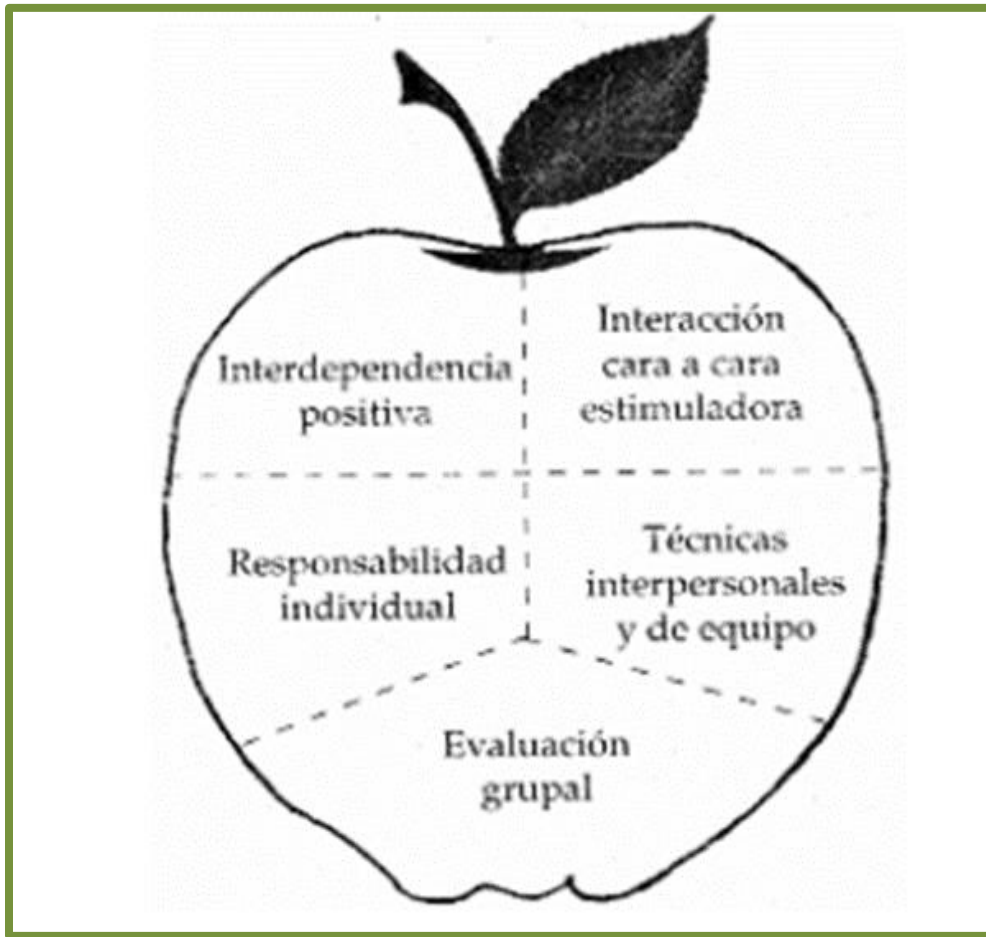 Interdependencia
positiva
Interacción
cara a cara
estimuladora
Responsabilidad
individual
Técnicas
interpersonales
y de equipo
Evaluación
grupal